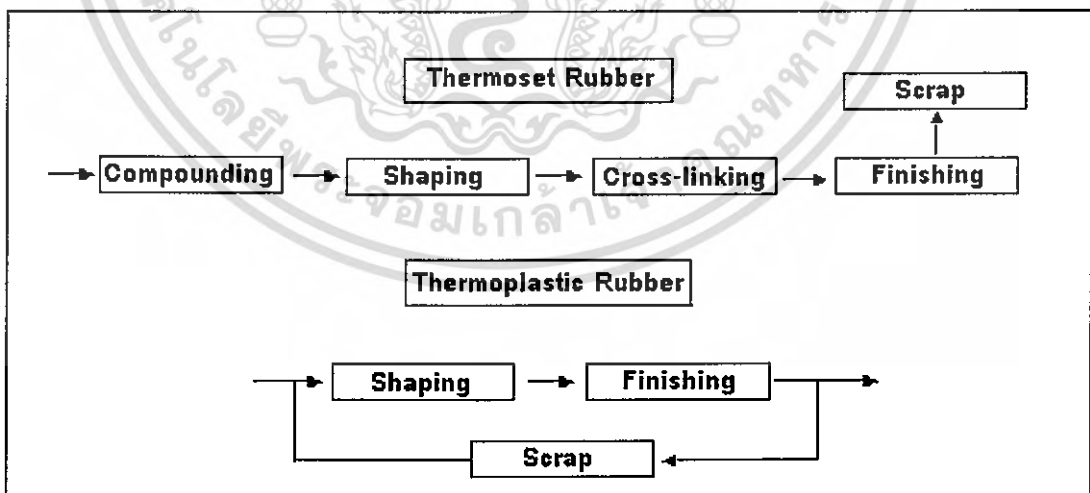 Thermoset Rubber
Scrap
Compounding
Shaping
Cross-linking
Finishing
Thermoplastic Rubber
Shaping
Finishing
Scrap